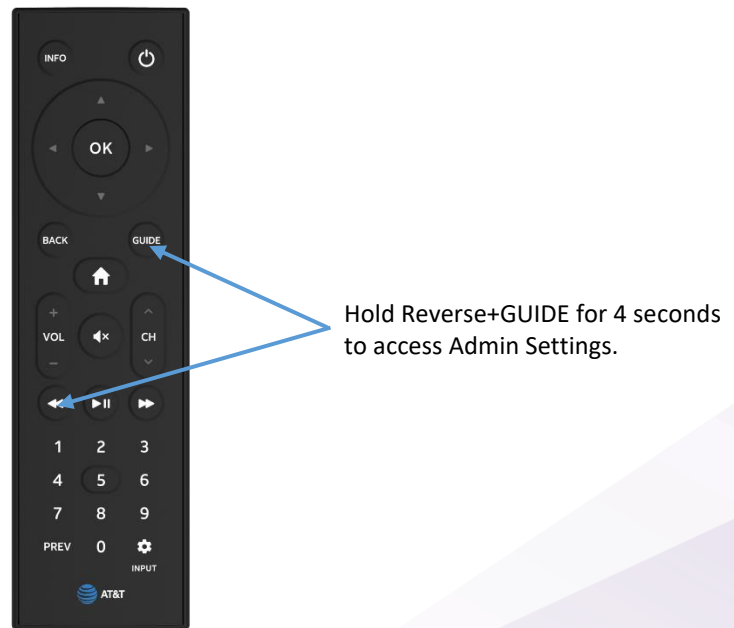 INFO
OK
BACK GUIDE
+
VOL CH
-
1 2 3
4 5 6
7 8 9
PREV 0
INPUT
AT&T
Hold Reverse+GUIDE for 4 seconds
to access Admin Settings.